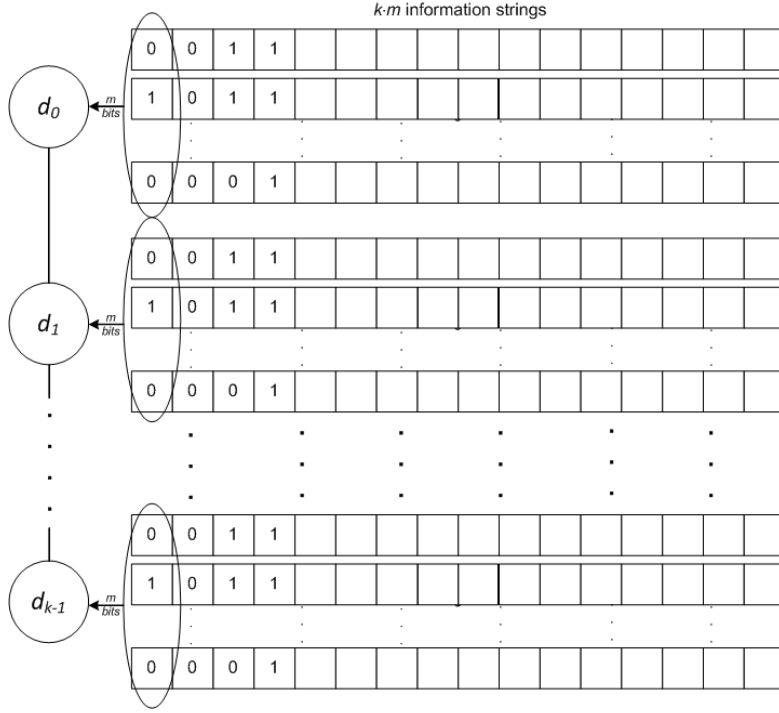 k·m information strings
0 0 1 1
d0 m bits 1 0 1 1
0 0 0 1
0 0 1 1
d1 m bits 1 0 1 1
0 0 0 1
0 0 1 1
dk-1 m bits 1 0 1 1
0 0 0 1